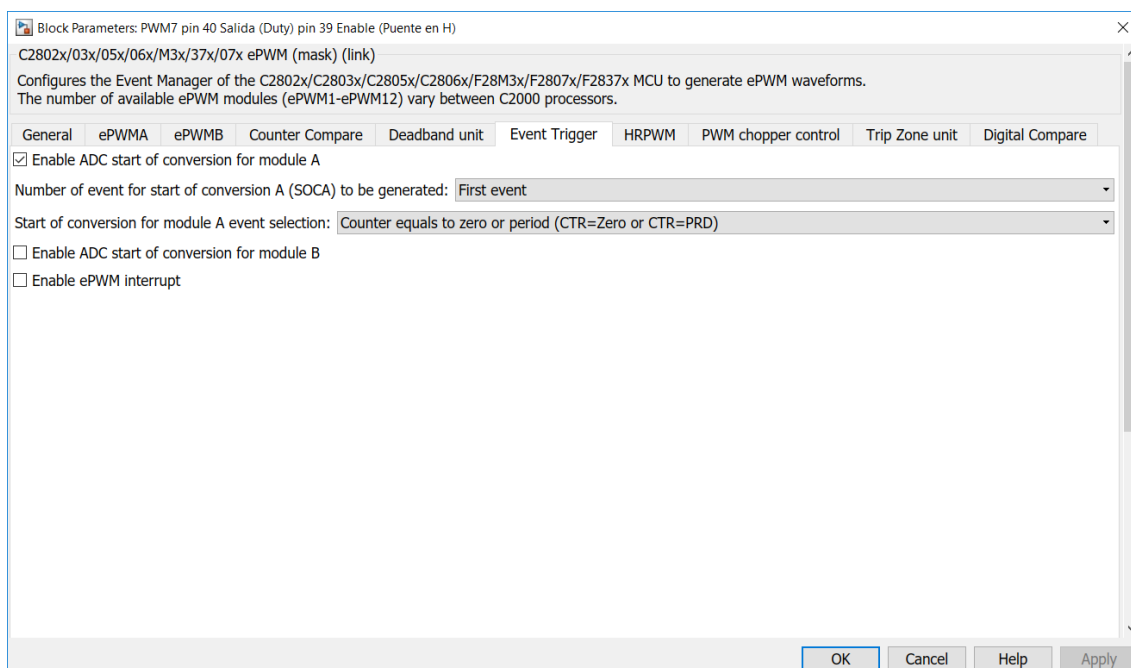 Block Parameters: PWM7 pin 40 Salida (Duty) pin 39 Enable (Puente en H)
C2802x/03x/05x/06x/M3x/37x/07x ePWM (mask) (link)
Configures the Event Manager of the C2802x/C2803x/C2805x/C2806x/F28M3x/F2807x/F2837x MCU to generate ePWM waveforms.
The number of available ePWM modules (ePWM1-ePWM12) vary between C2000 processors.
General ePWMA ePWMB Counter Compare Deadband unit Event Trigger HRPWM PWM chopper control Trip Zone unit Digital Compare
Enable ADC start of conversion for module A
Number of event for start of conversion A (SOCA) to be generated: First event
Start of conversion for module A event selection: Counter equals to zero or period (CTR=Zero or CTR=PRD)
Enable ADC start of conversion for module B
Enable ePWM interrupt
OK Cancel Help Apply